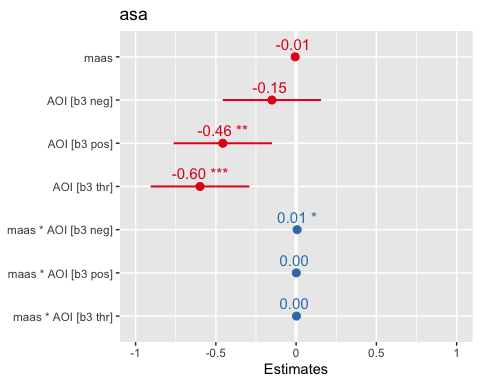 asa
maas
-0.01
AOI [b3 neg]
-0.15
AOI [b3 pos]
-0.46 **
AOI [b3 thr]
-0.60 ***
maas * AOI [b3 neg]
0.01 *
maas * AOI [b3 pos]
0.00
maas * AOI [b3 thr]
0.00
-1 -0.5 0 0.5 1
Estimates